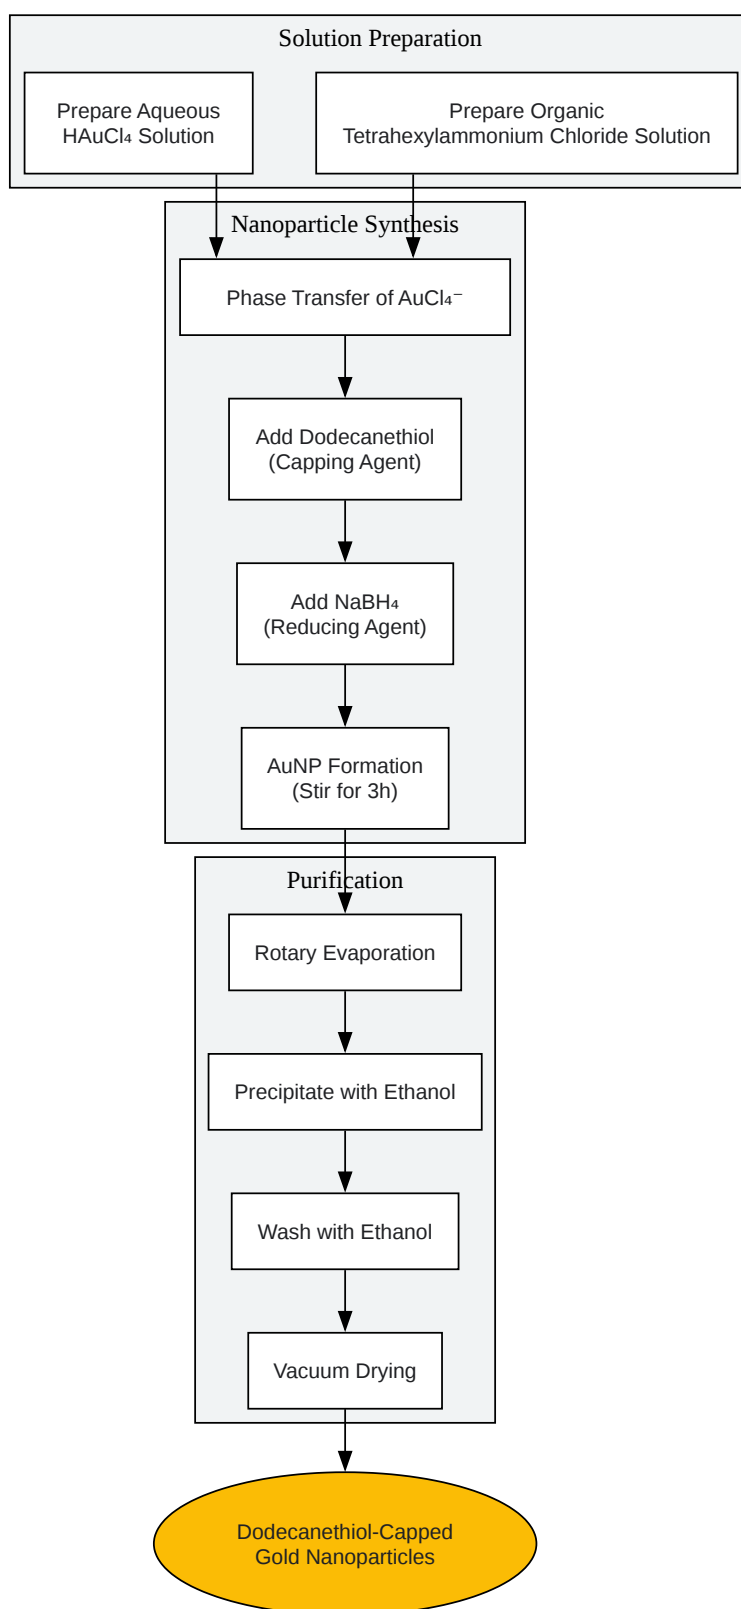 Solution Preparation
Prepare Aqueous
HAuCl₄ Solution
Prepare Organic
Tetrahexylammonium Chloride Solution
Nanoparticle Synthesis
Phase Transfer of AuCl₄⁻
Add Dodecanethiol
(Capping Agent)
Add NaBH₄
(Reducing Agent)
AuNP Formation
(Stir for 3h)
Purification
Rotary Evaporation
Precipitate with Ethanol
Wash with Ethanol
Vacuum Drying
Dodecanethiol-Capped
Gold Nanoparticles